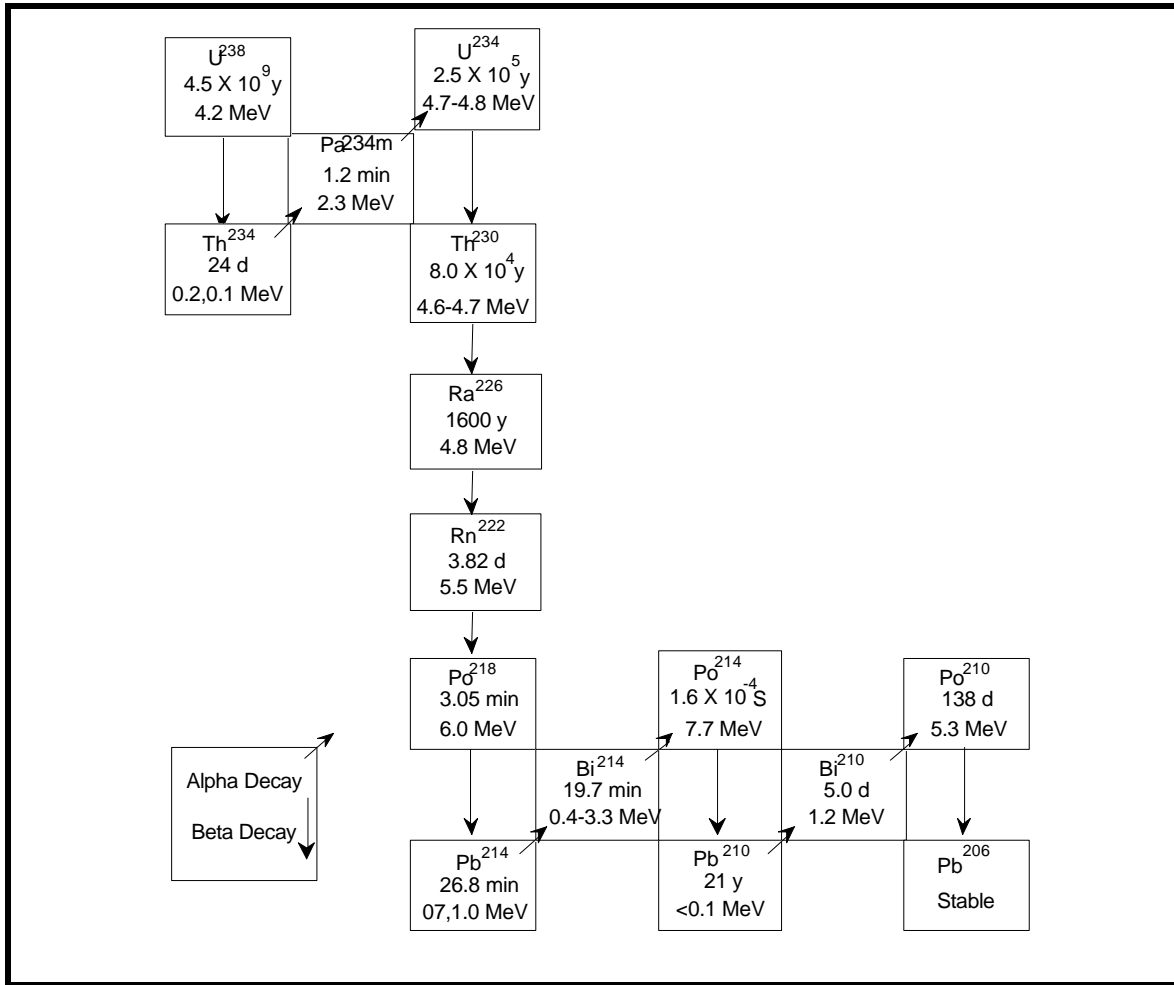 U238
4.5 X 109y
4.2 MeV
U234
2.5 X 105y
4.7-4.8 MeV
Pa234m
1.2 min
2.3 MeV
Th234
24 d
0.2,0.1 MeV
Th230
8.0 X 104y
4.6-4.7 MeV
Ra226
1600 y
4.8 MeV
Rn222
3.82 d
5.5 MeV
Po218
3.05 min
6.0 MeV
Po214
1.6 X 10-4S
7.7 MeV
Po210
138 d
5.3 MeV
Bi214
19.7 min
0.4-3.3 MeV
Bi210
5.0 d
1.2 MeV
Alpha Decay
Beta Decay
Pb214
26.8 min
07,1.0 MeV
Pb210
21 y
<0.1 MeV
Pb206
Stable